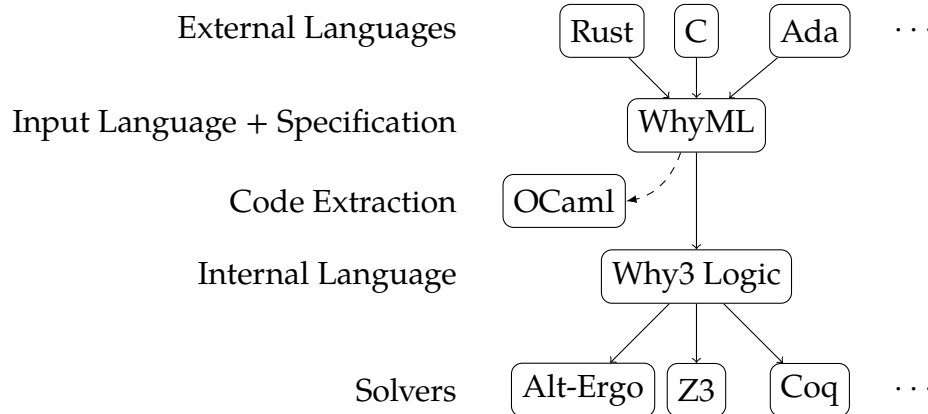 External Languages Rust C Ada ...
Input Language + Specification WhyML
Code Extraction OCaml
Internal Language Why3 Logic
Solvers Alt-Ergo Z3 Coq ...